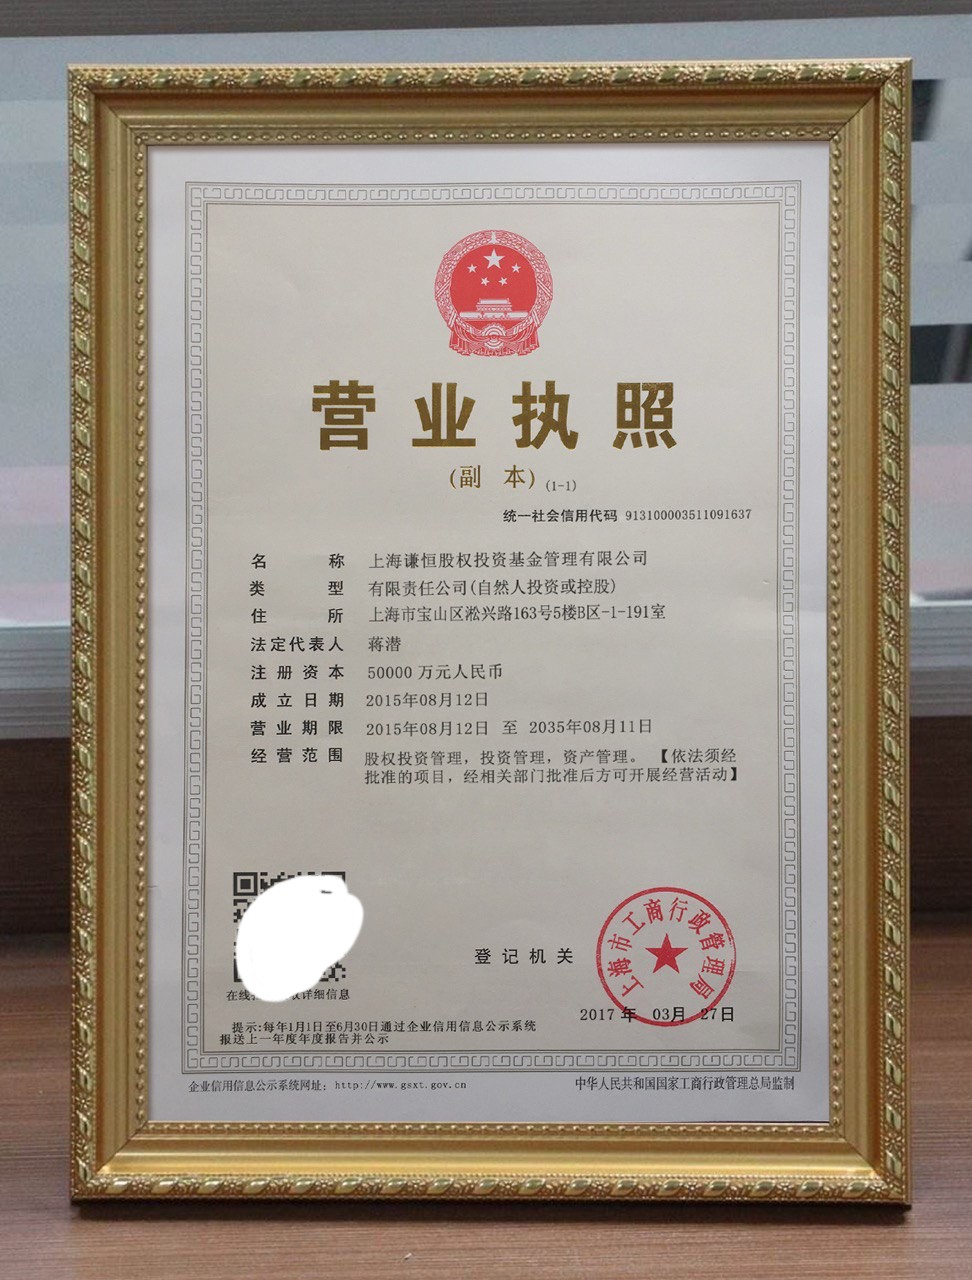 营业执照
(副 本) (1-1)
统一社会信用代码 913100003511091637
名 称 上海谦恒股权投资基金管理有限公司
类 型 有限责任公司(自然人投资或控股)
住 所 上海市宝山区淞兴路163号5楼B区-1-191室
法定代表人 蒋潜
注册资本 50000 万元人民币
成立日期 2015年08月12日
营业期限 2015年08月12日 至 2035年08月11日
经营范围 股权投资管理，投资管理，资产管理。【依法须经
批准的项目，经相关部门批准后方可开展经营活动】
上海市工商行政管理局
登记机关
在线 详细信息
2017 年 03月 27日
提示:每年1月1日至6月30日通过企业信用信息公示系统
报送上一年度年度报告并公示
企业信用信息公示系统网址：http://www.gsxt.gov.cn
中华人民共和国国家工商行政管理总局监制